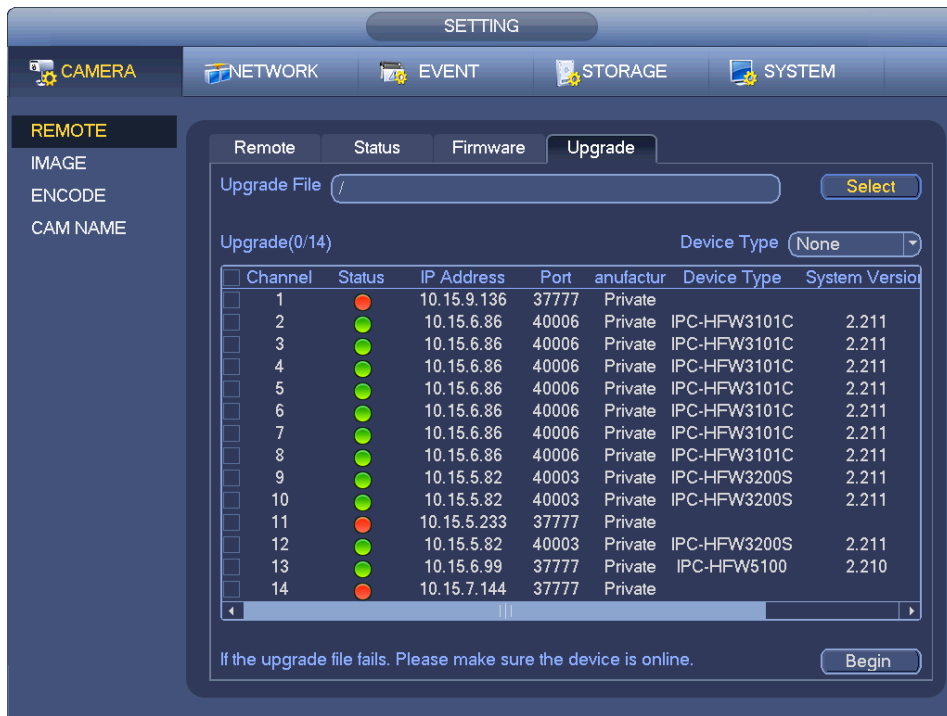 SETTING
CAMERA NETWORK EVENT STORAGE SYSTEM
REMOTE
IMAGE
ENCODE
CAM NAME
Remote Status Firmware Upgrade
Upgrade File / Select
Upgrade(0/14) Device Type None
Channel Status IP Address Port anufactur Device Type System Version
1 10.15.9.136 37777 Private
2 10.15.6.86 40006 Private IPC-HFW3101C 2.211
3 10.15.6.86 40006 Private IPC-HFW3101C 2.211
4 10.15.6.86 40006 Private IPC-HFW3101C 2.211
5 10.15.6.86 40006 Private IPC-HFW3101C 2.211
6 10.15.6.86 40006 Private IPC-HFW3101C 2.211
7 10.15.6.86 40006 Private IPC-HFW3101C 2.211
8 10.15.6.86 40006 Private IPC-HFW3101C 2.211
9 10.15.5.82 40003 Private IPC-HFW3200S 2.211
10 10.15.5.82 40003 Private IPC-HFW3200S 2.211
11 10.15.5.233 37777 Private
12 10.15.5.82 40003 Private IPC-HFW3200S 2.211
13 10.15.6.99 37777 Private IPC-HFW5100 2.210
14 10.15.7.144 37777 Private
If the upgrade file fails. Please make sure the device is online. Begin